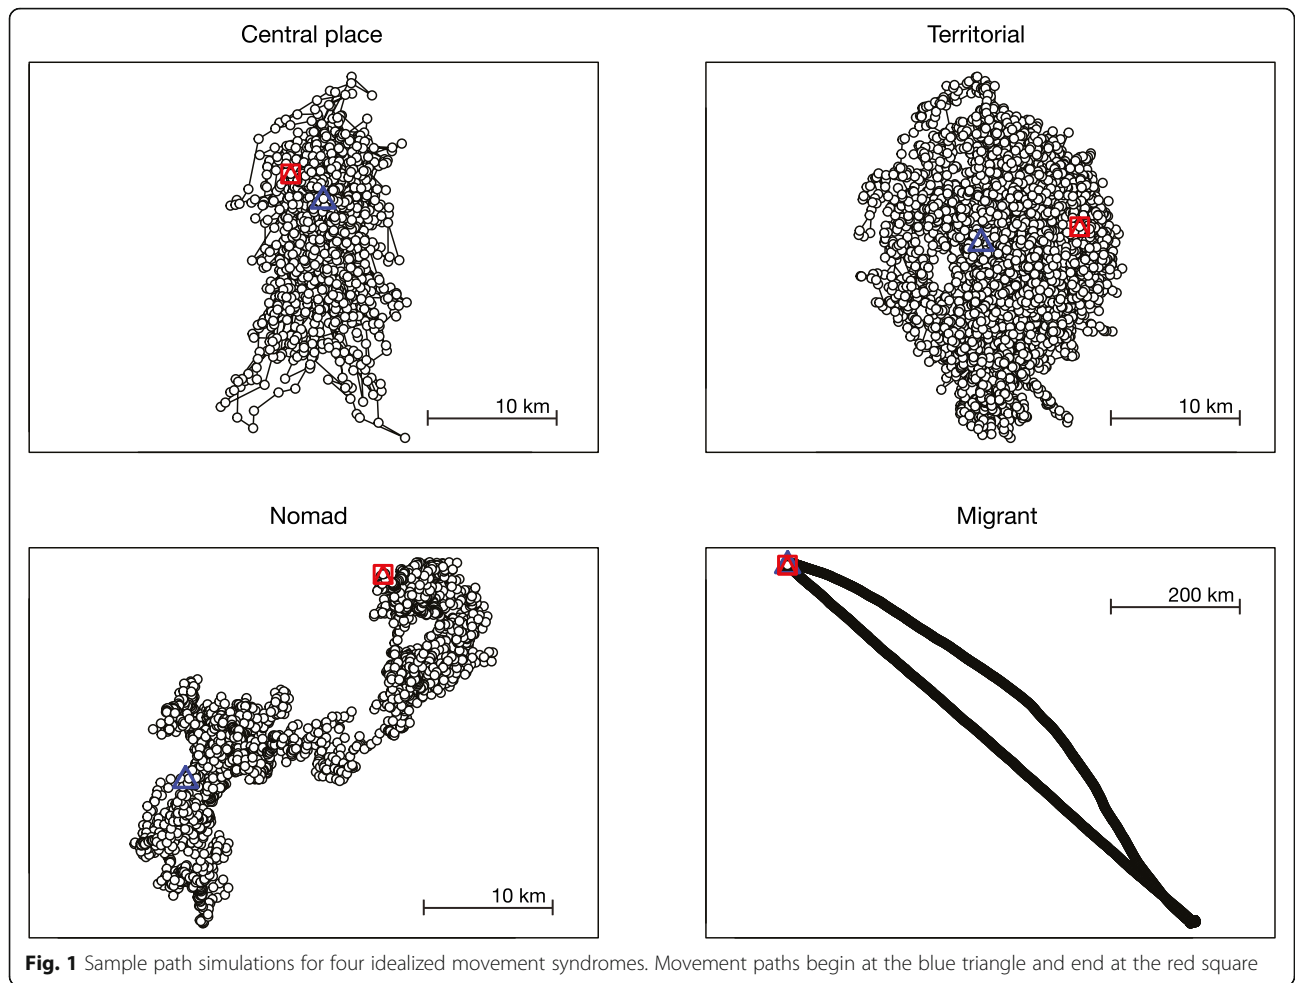 Central place
Territorial
10 km
10 km
Nomad
Migrant
200 km
10 km
Fig. 1 Sample path simulations for four idealized movement syndromes. Movement paths begin at the blue triangle and end at the red square